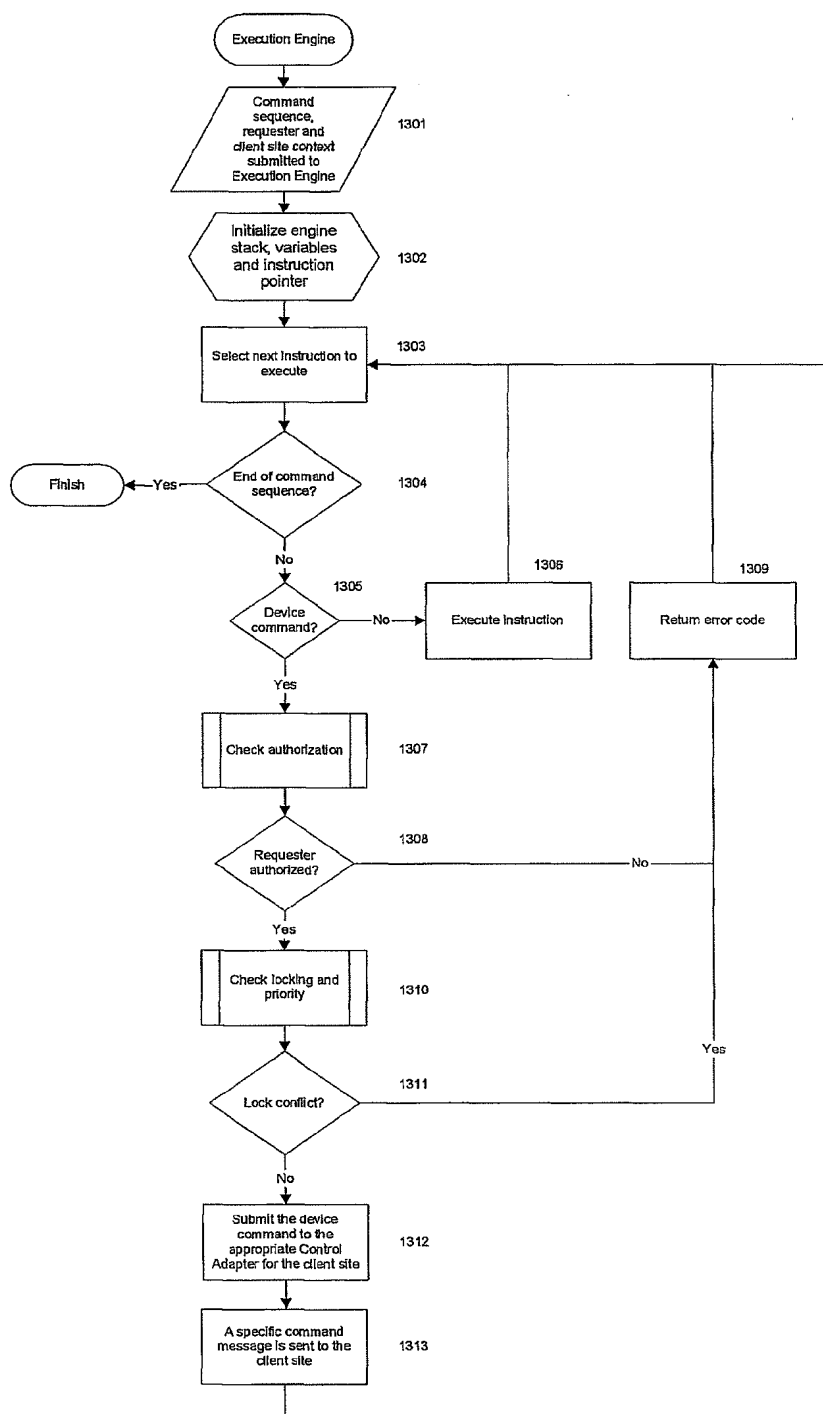 Execution Engine
Command
sequence,
requester and
client site context
submitted to
Execution Engine
1301
Initialize engine
stack, variables
and instruction
pointer
1302
1303
Select next instruction to
execute
End of command
sequence?
1304
Finish
Yes
No
1305
1306
1309
Device
command?
No
Execute Instruction
Return error code
Yes
Check authorization
1307
1308
Requester
authorized?
No
Yes
Check locking and
priority
1310
Yes
1311
Lock conflict?
No
Submit the device
command to the
appropriate Control
Adapter for the client site
1312
A specific command
message is sent to the
client site
1313